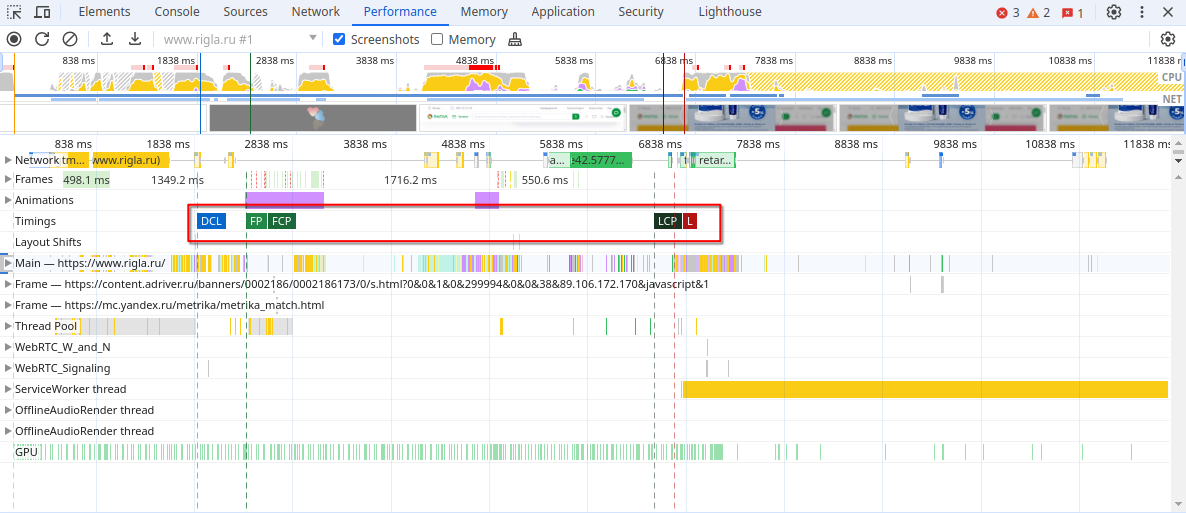 Elements Console Sources Network Performance Memory Application Security Lighthouse 3 2 1
www.rigla.ru #1 Screenshots Memory
838 ms 1838 ms 2838 ms 3838 ms 4838 ms 5838 ms 6838 ms 7838 ms 8838 ms 9838 ms 10838 ms 11838 m
CPU
NET
838 ms 1838 ms 2838 ms 3838 ms 4838 ms 5838 ms 6838 ms 7838 ms 8838 ms 9838 ms 10838 ms 11838 ms
Network tm... www.rigla.ru) a... 42.5777... retar...
Frames 498.1 ms 1349.2 ms 1716.2 ms 550.6 ms
Animations
Timings DCL FP FCP LCP L
Layout Shifts
Main — https://www.rigla.ru/
Frame — https://content.adriver.ru/banners/0002186/0002186173/0/s.html?0&0&1&0&299994&0&0&38&89.106.172.170&javascript&1
Frame — https://mc.yandex.ru/metrika/metrika_match.html
Thread Pool
WebRTC_W_and_N
WebRTC_Signaling
ServiceWorker thread
OfflineAudioRender thread
OfflineAudioRender thread
GPU